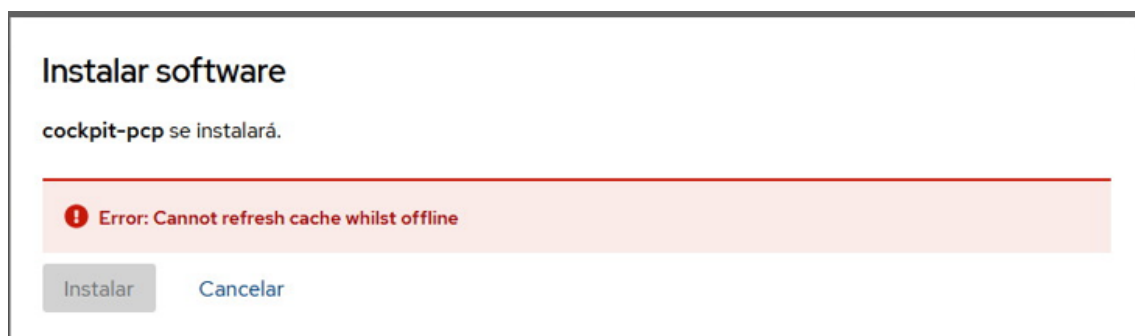 Instalar software
cockpit-pcp se instalará.
Error: Cannot refresh cache whilst offline
Instalar Cancelar